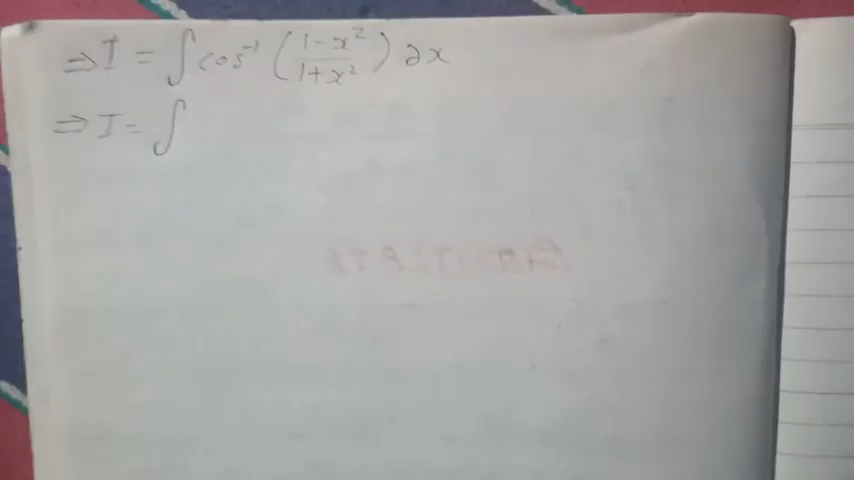 ⇒ I = ∫ cos⁻¹ (1-x²/1+x²) ∂x
⇒ I = ∫